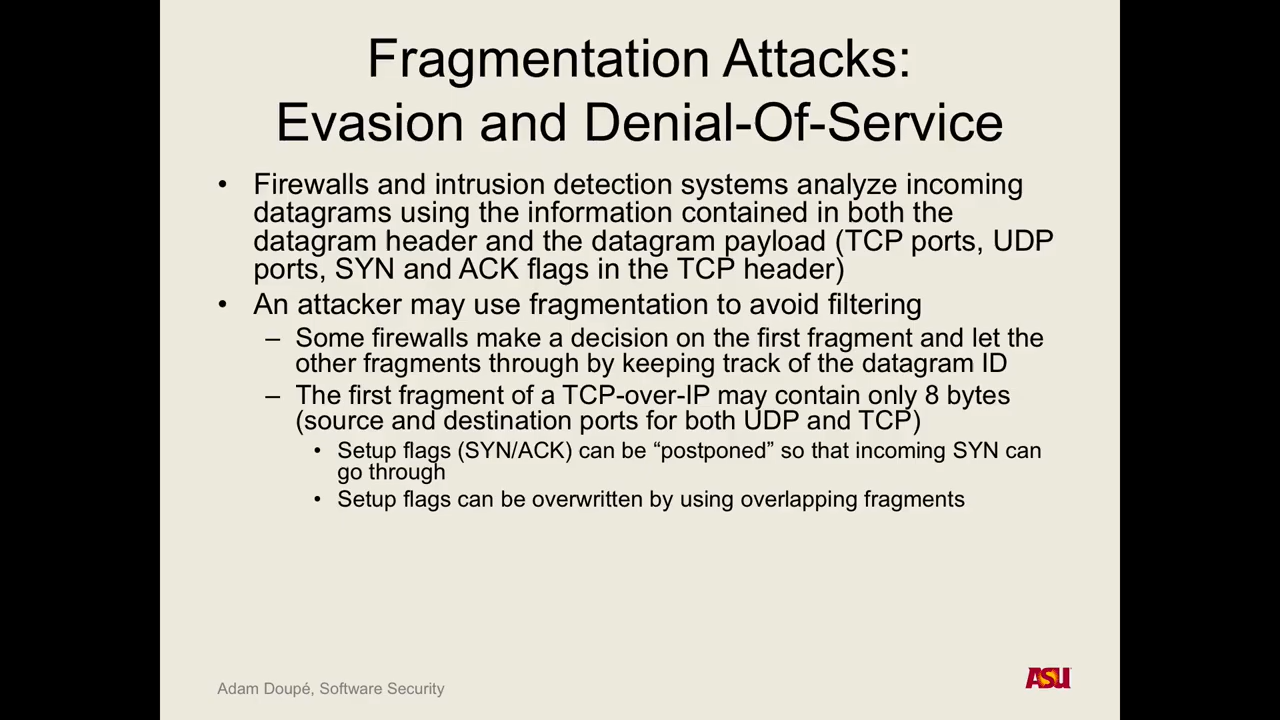 Fragmentation Attacks:
Evasion and Denial-Of-Service
• Firewalls and intrusion detection systems analyze incoming
datagrams using the information contained in both the
datagram header and the datagram payload (TCP ports, UDP
ports, SYN and ACK flags in the TCP header)
• An attacker may use fragmentation to avoid filtering
– Some firewalls make a decision on the first fragment and let the
other fragments through by keeping track of the datagram ID
– The first fragment of a TCP-over-IP may contain only 8 bytes
(source and destination ports for both UDP and TCP)
• Setup flags (SYN/ACK) can be “postponed” so that incoming SYN can
go through
• Setup flags can be overwritten by using overlapping fragments
Adam Doupé, Software Security
ASU